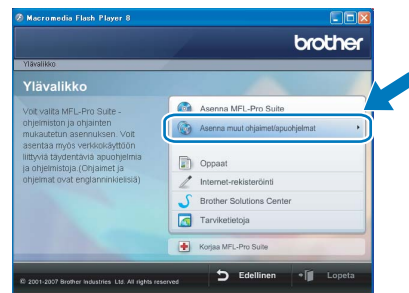 Macromedia Flash Player 8
brother
Ylävalikko
Ylävalikko
Voit valita MFL-Pro Suite -
ohjelmiston ja ohjainten
mukautetun asennuksen. Voit
asentaa myös verkkokäyttöön
liittyviä täydentäviä apuohjelmia
ja ohjelmistoja.(Ohjaimet ja
ohjelmat ovat englanninkielisiä)
Asenna MFL-Pro Suite
Asenna muut ohjaimet/apuohjelmat
Oppaat
Internet-rekisteröinti
Brother Solutions Center
Tarviketietoja
Korjaa MFL-Pro Suite
© 2001-2007 Brother Industries Ltd. All rights reserved
Edellinen
Lopeta